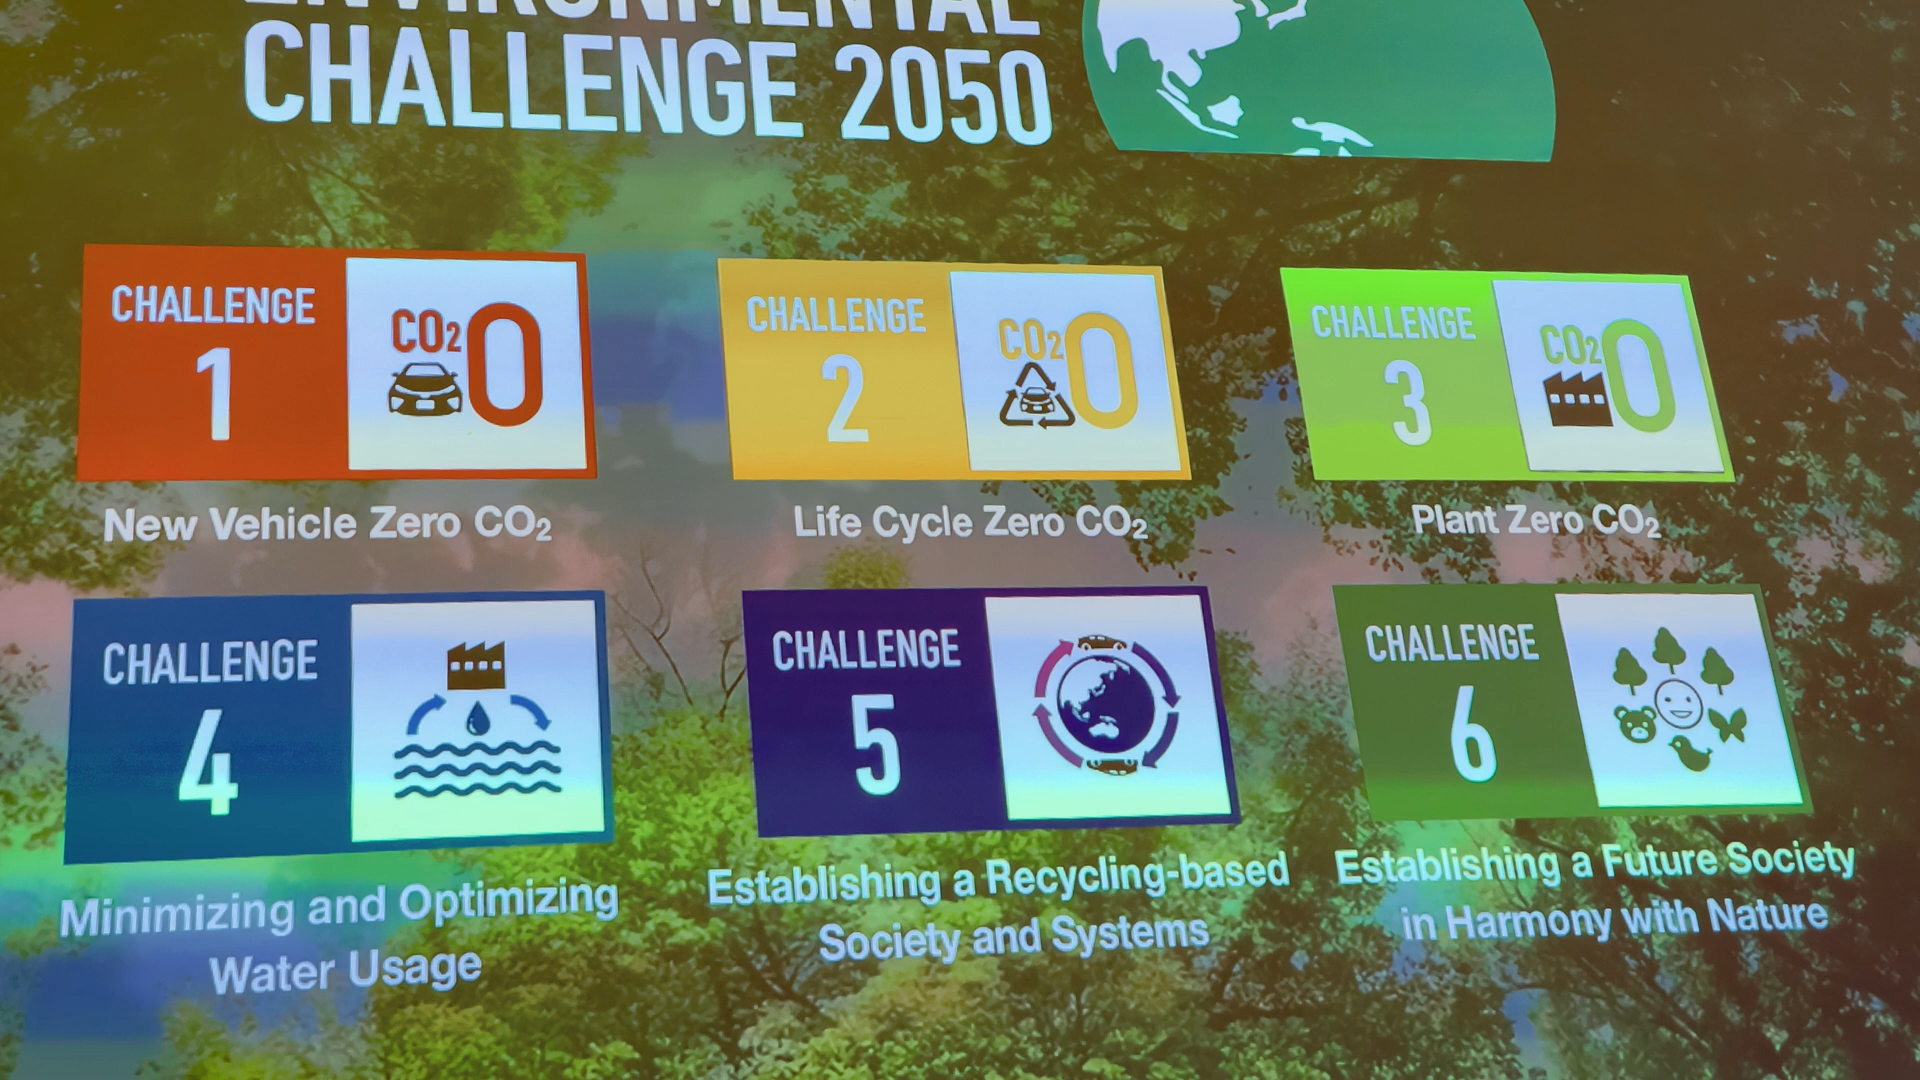 ENVIRONMENTAL
CHALLENGE 2050
CHALLENGE
1
CO2 0
New Vehicle Zero CO2
CHALLENGE
2
CO2 0
Life Cycle Zero CO2
CHALLENGE
3
CO2 0
Plant Zero CO2
CHALLENGE
4
Minimizing and Optimizing
Water Usage
CHALLENGE
5
Establishing a Recycling-based
Society and Systems
CHALLENGE
6
Establishing a Future Society
in Harmony with Nature